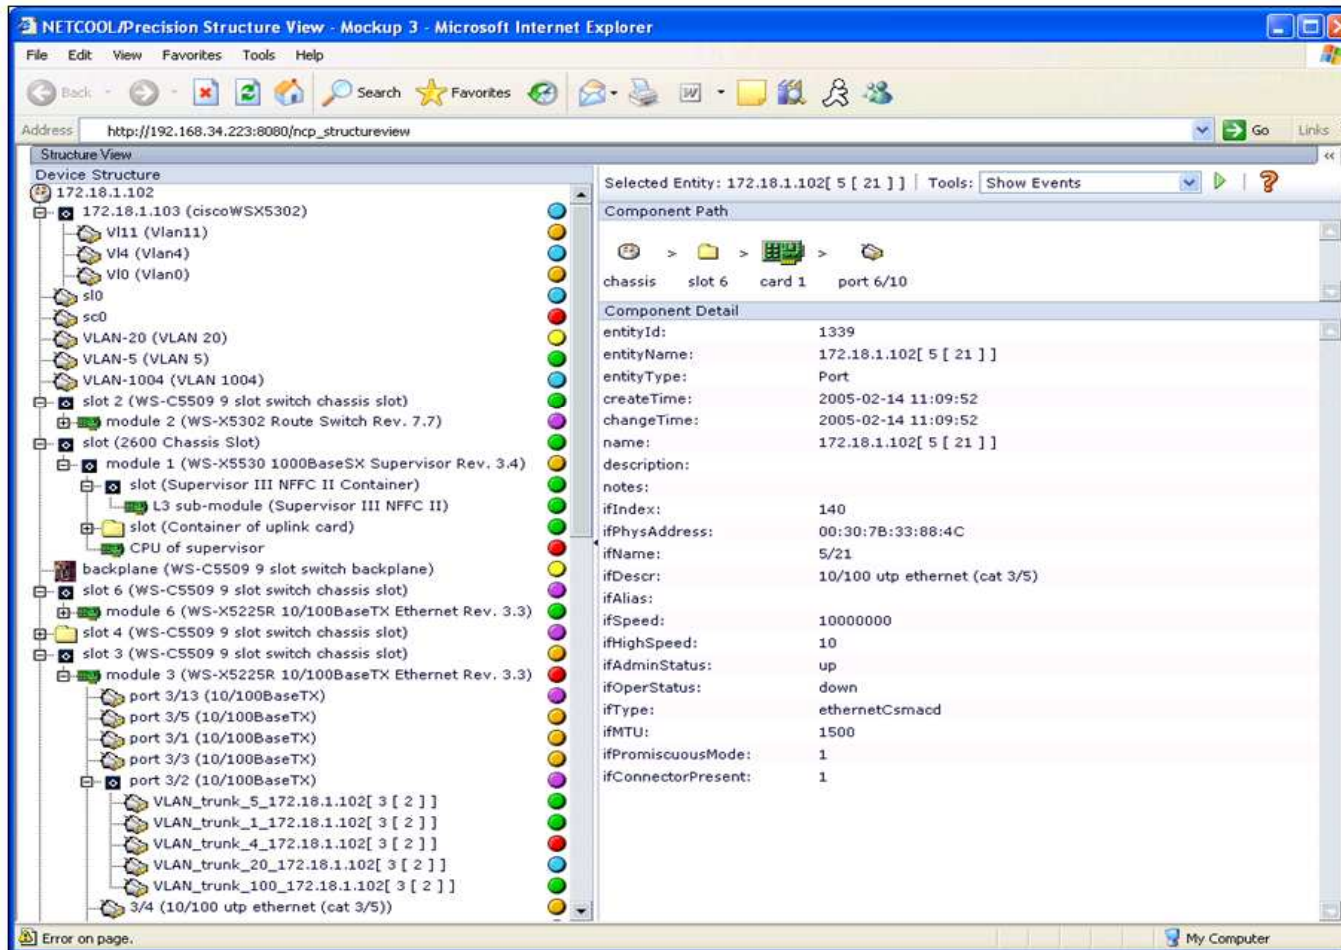 NETCOOL/Precision Structure View - Mockup 3 - Microsoft Internet Explorer
File Edit View Favorites Tools Help
Back Search Favorites
Address http://192.168.34.223:8080/ncp_structureview Go Links
Structure View
Device Structure
172.18.1.102
172.18.1.103 (ciscoWSX5302)
Vl11 (Vlan11)
Vl4 (Vlan4)
Vl0 (Vlan0)
sl0
sc0
VLAN-20 (VLAN 20)
VLAN-5 (VLAN 5)
VLAN-1004 (VLAN 1004)
slot 2 (WS-C5509 9 slot switch chassis slot)
module 2 (WS-X5302 Route Switch Rev. 7.7)
slot (2600 Chassis Slot)
module 1 (WS-X5530 1000BaseSX Supervisor Rev. 3.4)
slot (Supervisor III NFFC II Container)
L3 sub-module (Supervisor III NFFC II)
slot (Container of uplink card)
CPU of supervisor
backplane (WS-C5509 9 slot switch backplane)
slot 6 (WS-C5509 9 slot switch chassis slot)
module 6 (WS-X5225R 10/100BaseTX Ethernet Rev. 3.3)
slot 4 (WS-C5509 9 slot switch chassis slot)
slot 3 (WS-C5509 9 slot switch chassis slot)
module 3 (WS-X5225R 10/100BaseTX Ethernet Rev. 3.3)
port 3/13 (10/100BaseTX)
port 3/5 (10/100BaseTX)
port 3/1 (10/100BaseTX)
port 3/3 (10/100BaseTX)
port 3/2 (10/100BaseTX)
VLAN_trunk_5_172.18.1.102[ 3 [ 2 ] ]
VLAN_trunk_1_172.18.1.102[ 3 [ 2 ] ]
VLAN_trunk_4_172.18.1.102[ 3 [ 2 ] ]
VLAN_trunk_20_172.18.1.102[ 3 [ 2 ] ]
VLAN_trunk_100_172.18.1.102[ 3 [ 2 ] ]
3/4 (10/100 utp ethernet (cat 3/5))
Selected Entity: 172.18.1.102[ 5 [ 21 ] ] | Tools: Show Events
Component Path
> > >
chassis slot 6 card 1 port 6/10
Component Detail
entityId: 1339
entityName: 172.18.1.102[ 5 [ 21 ] ]
entityType: Port
createTime: 2005-02-14 11:09:52
changeTime: 2005-02-14 11:09:52
name: 172.18.1.102[ 5 [ 21 ] ]
description:
notes:
ifIndex: 140
ifPhysAddress: 00:30:7B:33:88:4C
ifName: 5/21
ifDescr: 10/100 utp ethernet (cat 3/5)
ifAlias:
ifSpeed: 10000000
ifHighSpeed: 10
ifAdminStatus: up
ifOperStatus: down
ifType: ethernetCsmacd
ifMTU: 1500
ifPromiscuousMode: 1
ifConnectorPresent: 1
Error on page. My Computer